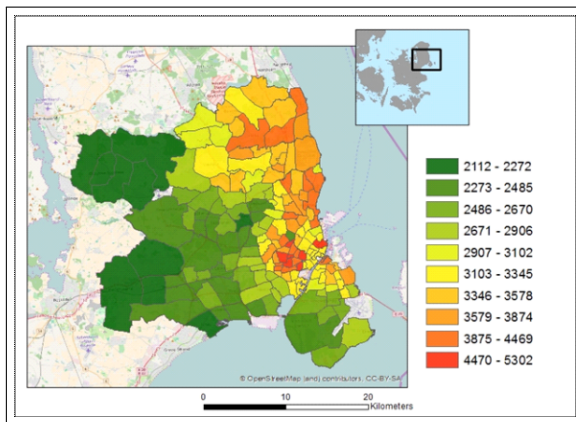 2112 - 2272
2273 - 2485
2486 - 2670
2671 - 2906
2907 - 3102
3103 - 3345
3346 - 3578
3579 - 3874
3875 - 4469
4470 - 5302
© OpenStreetMap (and) contributors, CC-BY-SA
0 10 20
Kilometers